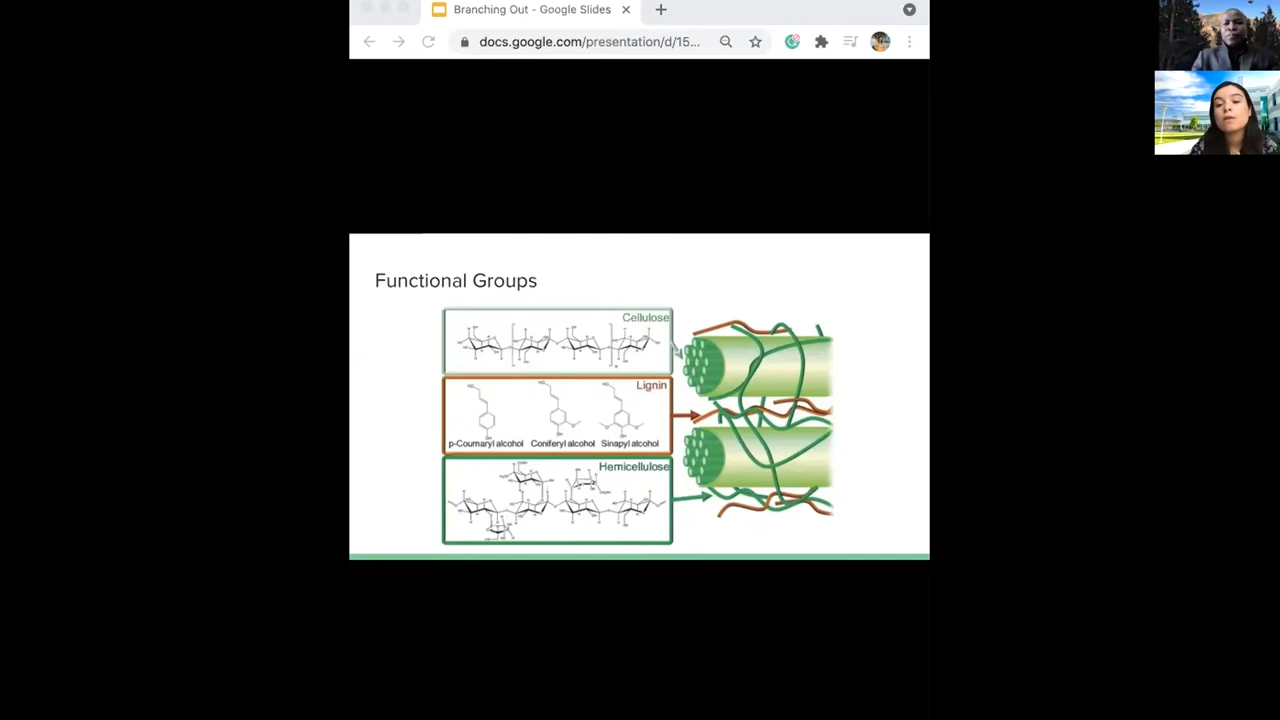 Branching Out - Google Slides
docs.google.com/presentation/d/15...
Functional Groups
Cellulose
Lignin
p-Coumaryl alcohol
Coniferyl alcohol
Sinapyl alcohol
Hemicellulose